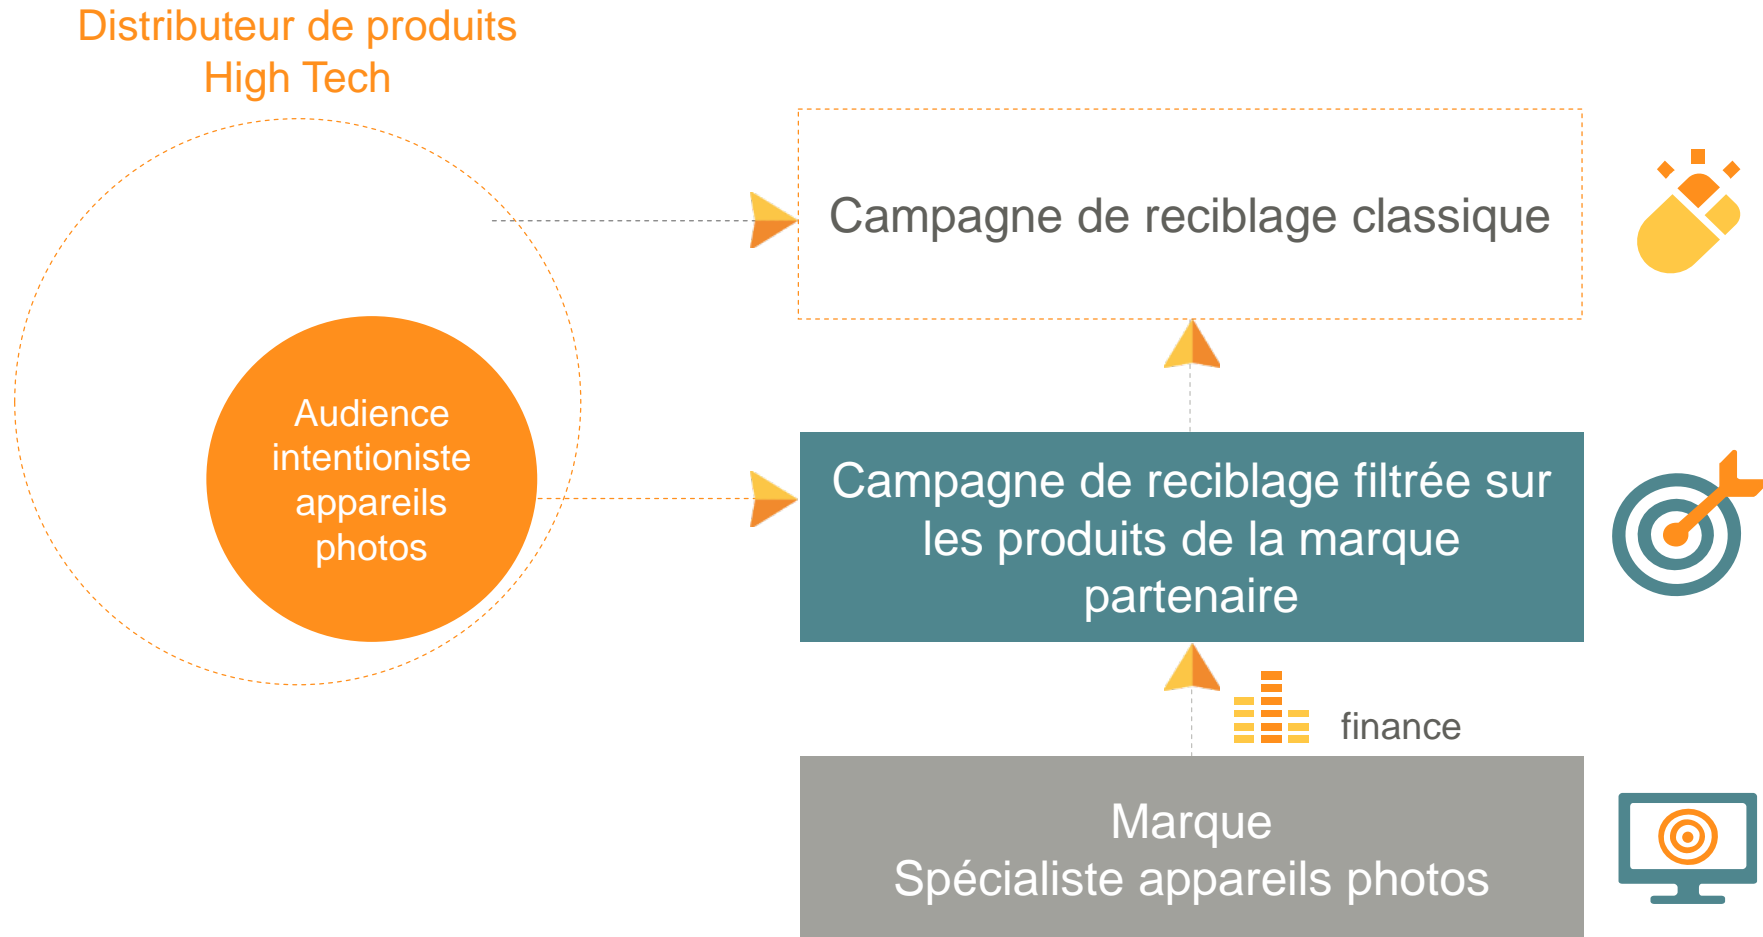 Distributeur de produits
High Tech
Campagne de reciblage classique
Audience
intentioniste
appareils
photos
Campagne de reciblage filtrée sur
les produits de la marque
partenaire
finance
Marque
Spécialiste appareils photos